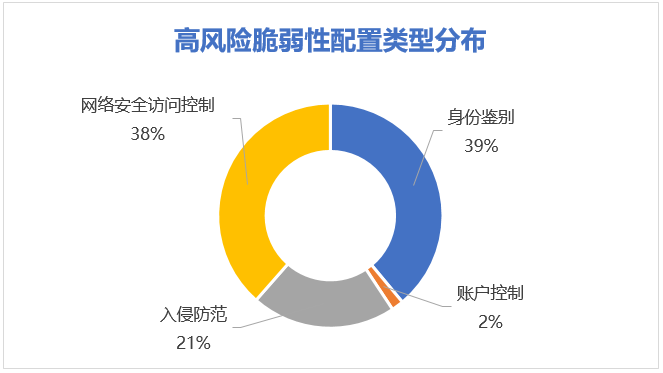 高风险脆弱性配置类型分布
网络安全访问控制
38%
身份鉴别
39%
账户控制
2%
入侵防范
21%